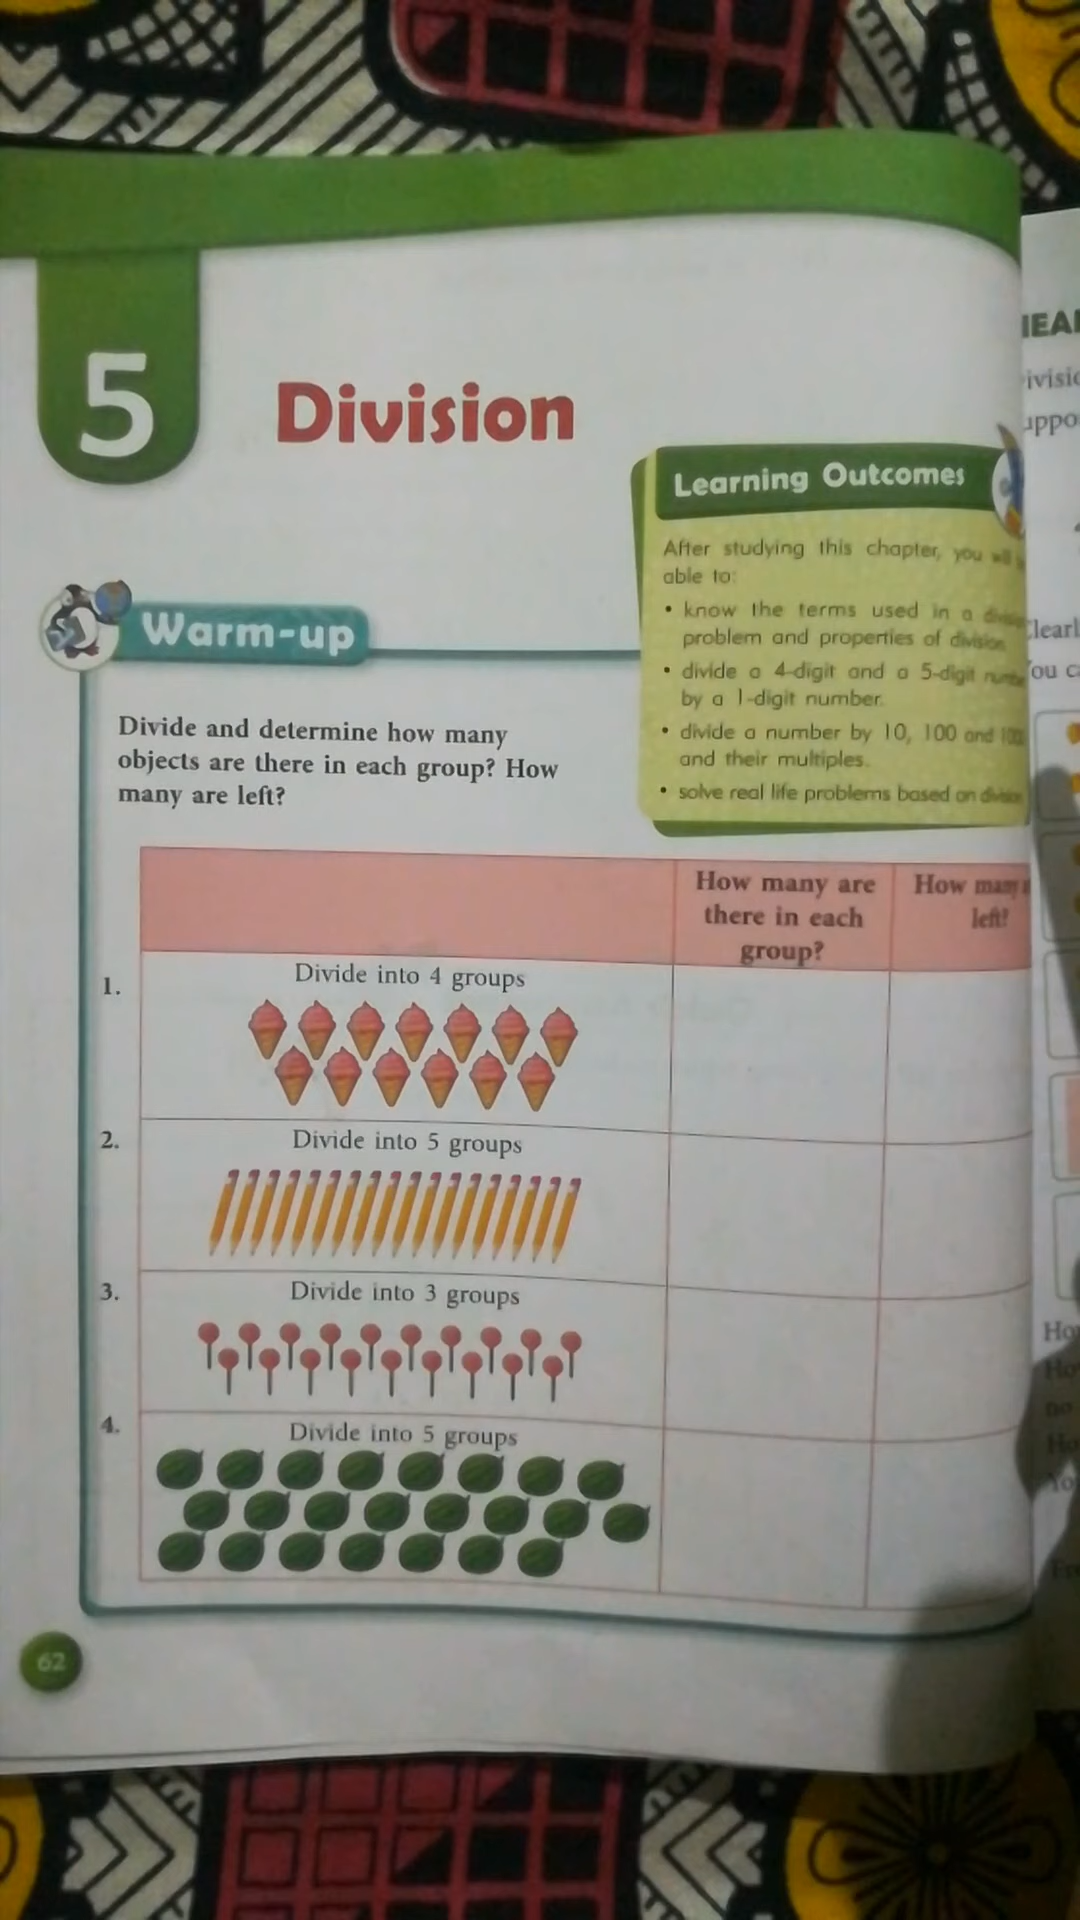 5
Division
Learning Outcomes
After studying this chapter, you will
able to:
• know the terms used in a
problem and properties of division
• divide a 4-digit and a 5-digit
by a 1-digit number.
• divide a number by 10, 100 and
and their multiples.
• solve real life problems based on
Warm-up
Divide and determine how many
objects are there in each group? How
many are left?
How many are
there in each
group?
How many
left?
1.
Divide into 4 groups
2.
Divide into 5 groups
3.
Divide into 3 groups
4.
Divide into 5 groups
62